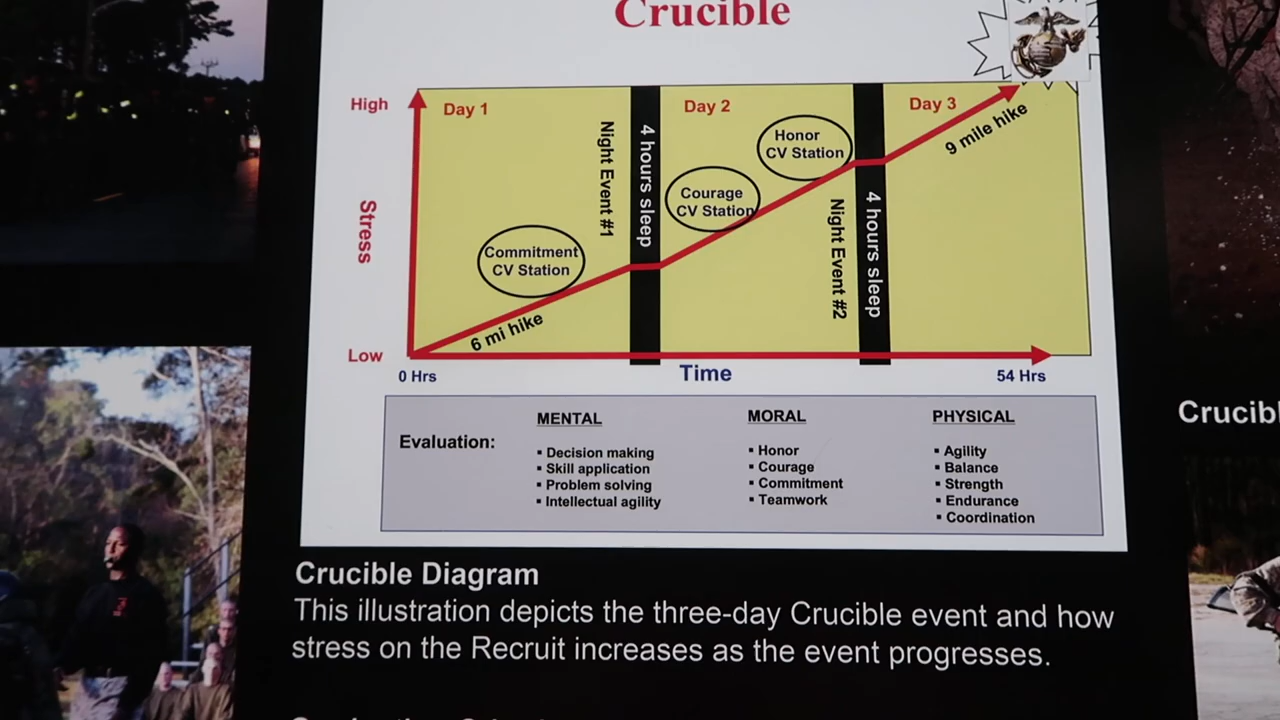 Crucible
High
Day 1
Day 2
Day 3
Night Event #1
4 hours sleep
Honor
CV Station
9 mile hike
Courage
CV Station
Stress
Commitment
CV Station
Night Event #2
4 hours sleep
6 mi hike
Low
0 Hrs
Time
54 Hrs
Evaluation:
MENTAL
▪ Decision making
▪ Skill application
▪ Problem solving
▪ Intellectual agility
MORAL
▪ Honor
▪ Courage
▪ Commitment
▪ Teamwork
PHYSICAL
▪ Agility
▪ Balance
▪ Strength
▪ Endurance
▪ Coordination
Crucible Diagram
This illustration depicts the three-day Crucible event and how
stress on the Recruit increases as the event progresses.